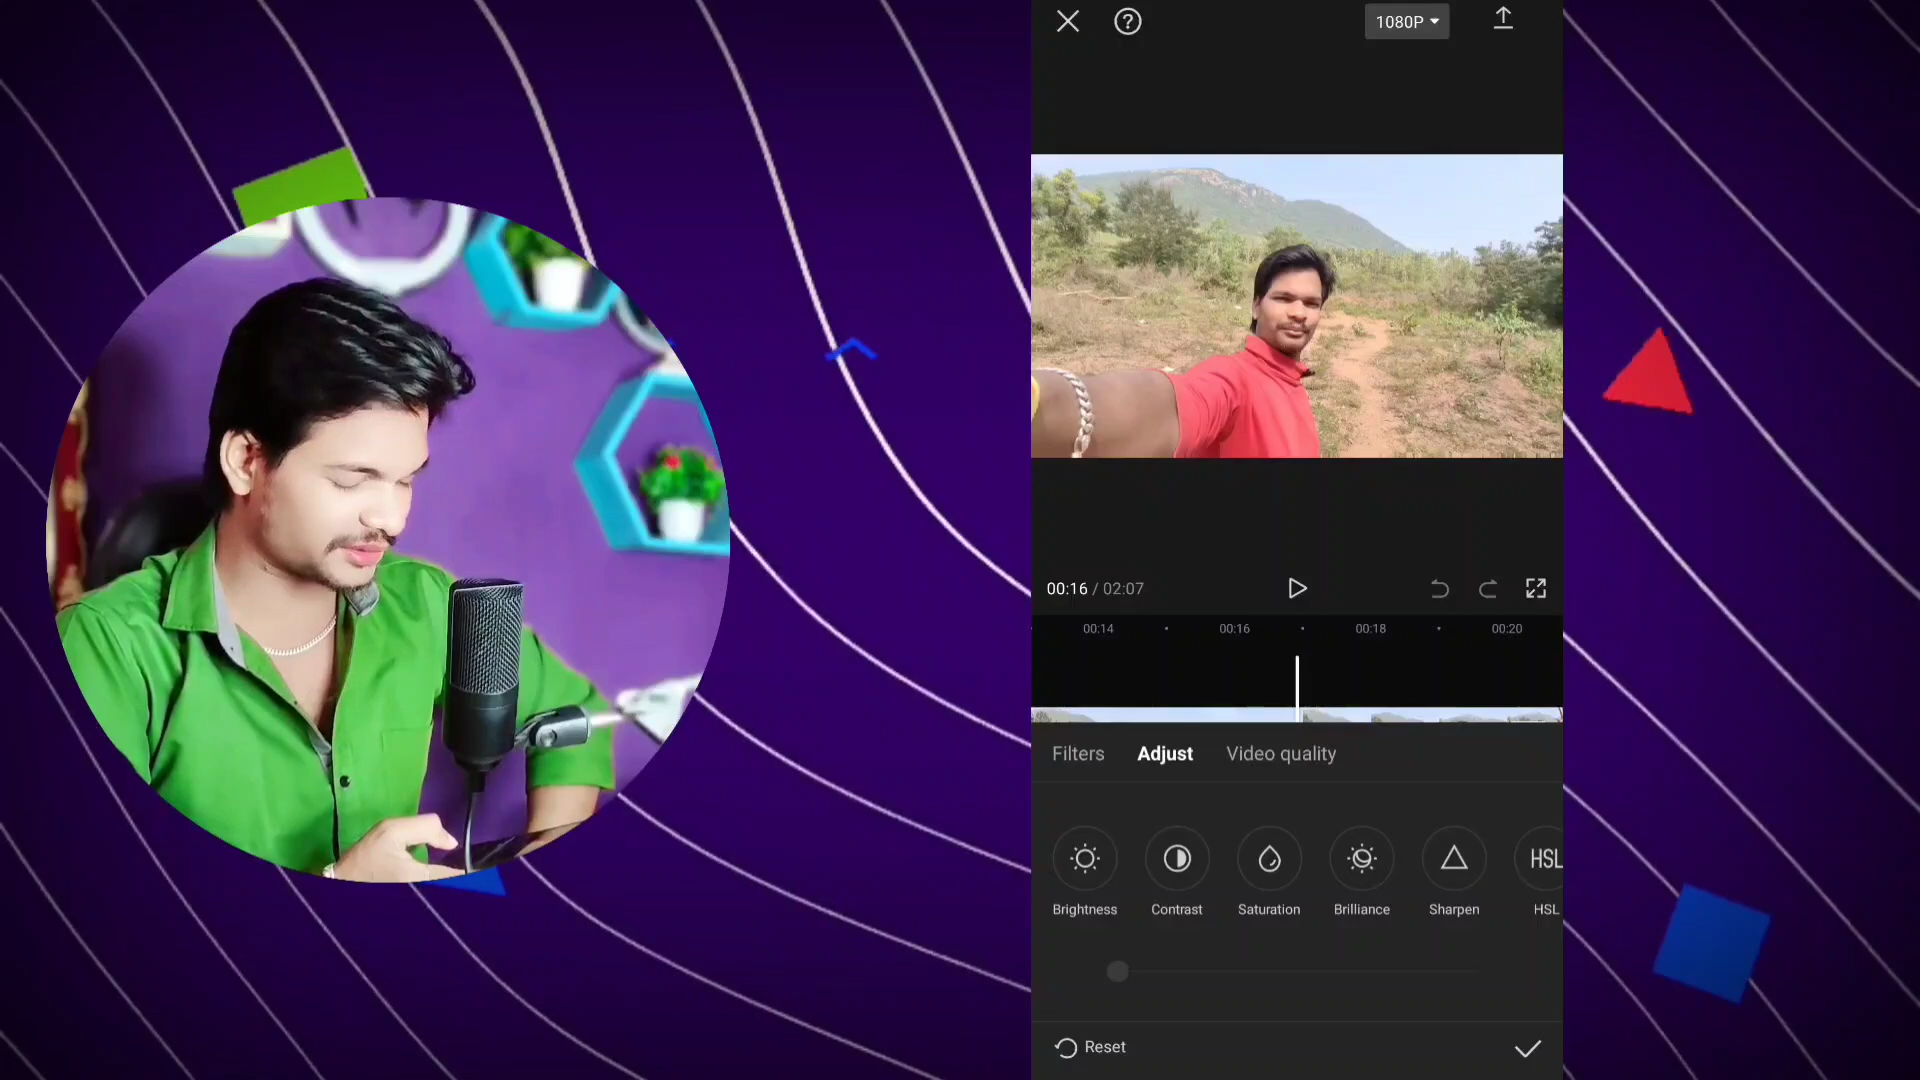 1080P
00:16 / 02:07
00:14 00:16 00:18 00:20
Filters Adjust Video quality
HSL
Brightness Contrast Saturation Brilliance Sharpen HSL
Reset